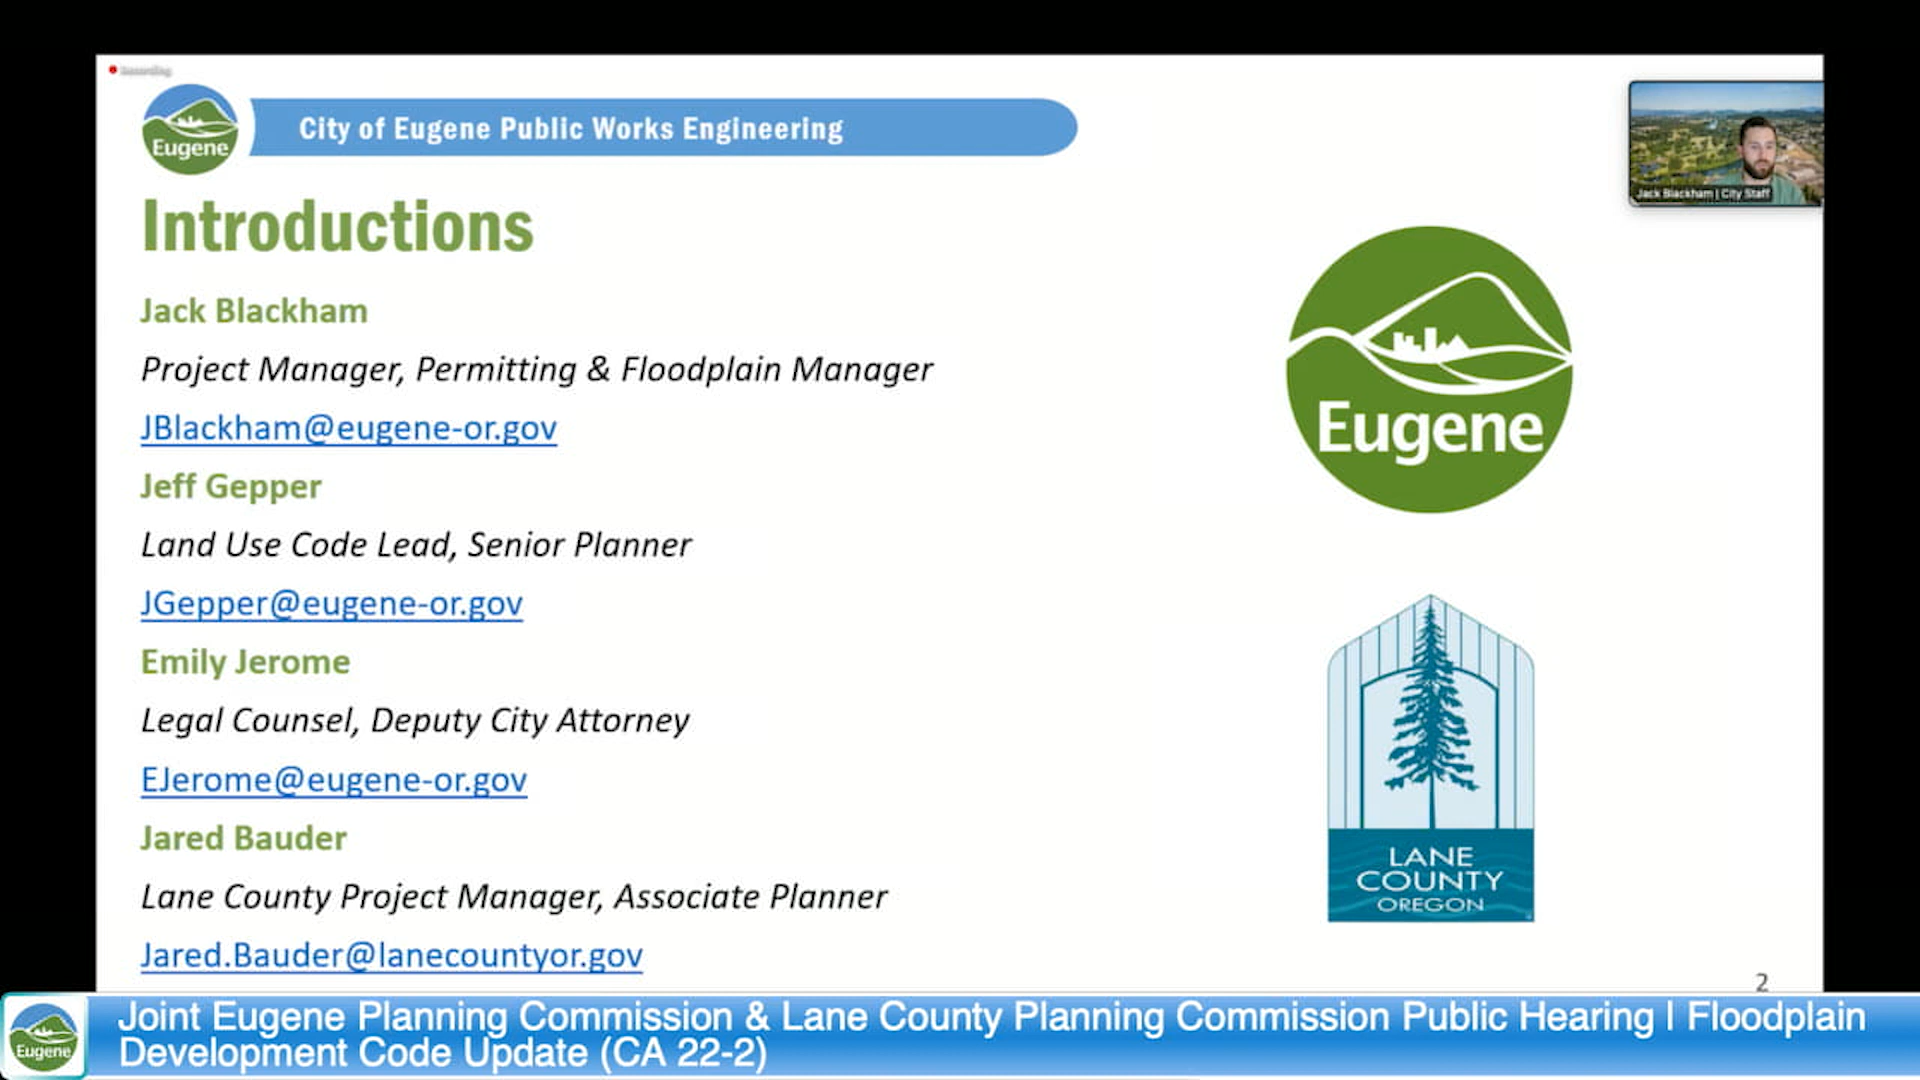 Recording
Eugene
City of Eugene Public Works Engineering
Jack Blackham | City Staff
Introductions
Jack Blackham
Project Manager, Permitting & Floodplain Manager
JBlackham@eugene-or.gov
Jeff Gepper
Land Use Code Lead, Senior Planner
JGepper@eugene-or.gov
Emily Jerome
Legal Counsel, Deputy City Attorney
EJerome@eugene-or.gov
Jared Bauder
Lane County Project Manager, Associate Planner
Jared.Bauder@lanecountyor.gov
Eugene
LANE
COUNTY
OREGON
2
Eugene
Joint Eugene Planning Commission & Lane County Planning Commission Public Hearing | Floodplain
Development Code Update (CA 22-2)